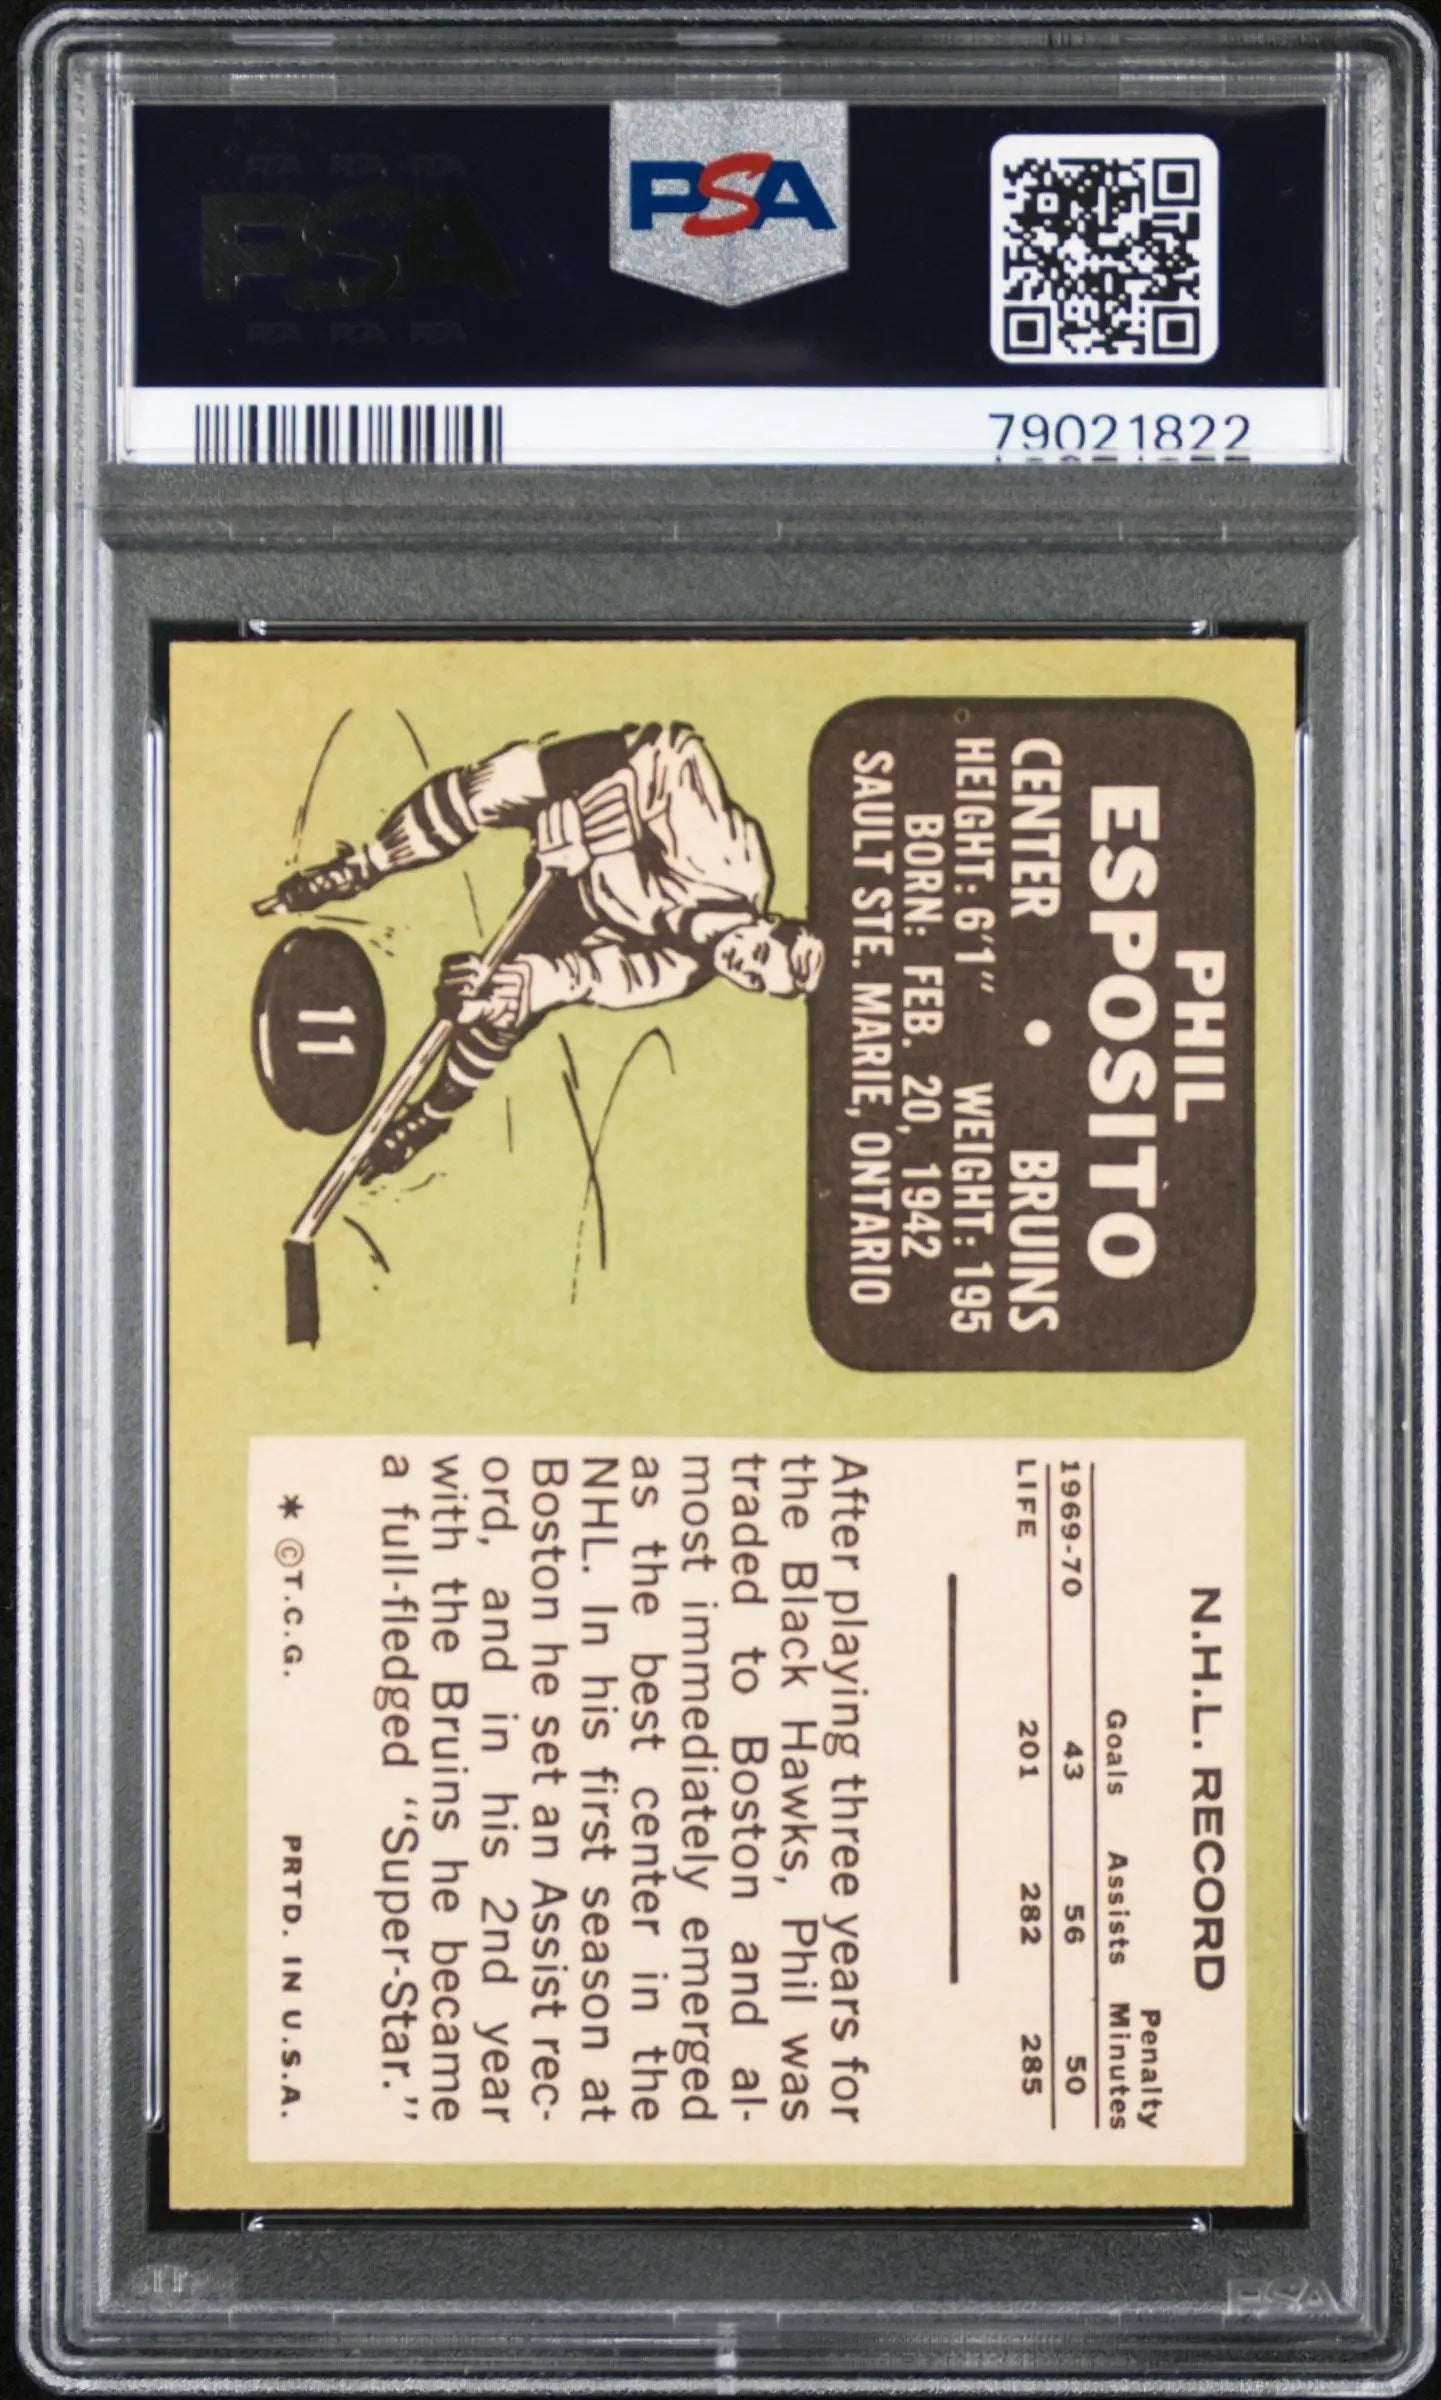 PSA
79021822
PHIL
ESPOSITO
CENTER • BRUINS
HEIGHT: 6'1" WEIGHT: 195
BORN: FEB. 20, 1942
SAULT STE. MARIE, ONTARIO
11
N.H.L. RECORD
Penalty
Goals Assists Minutes
1969-70 43 56 50
LIFE 201 282 285
After playing three years for
the Black Hawks, Phil was
traded to Boston and al-
most immediately emerged
as the best center in the
NHL. In his first season at
Boston he set an Assist rec-
ord, and in his 2nd year
with the Bruins he became
a full-fledged "Super-Star."
* ©T.C.G. PRTD. IN U.S.A.
PSA